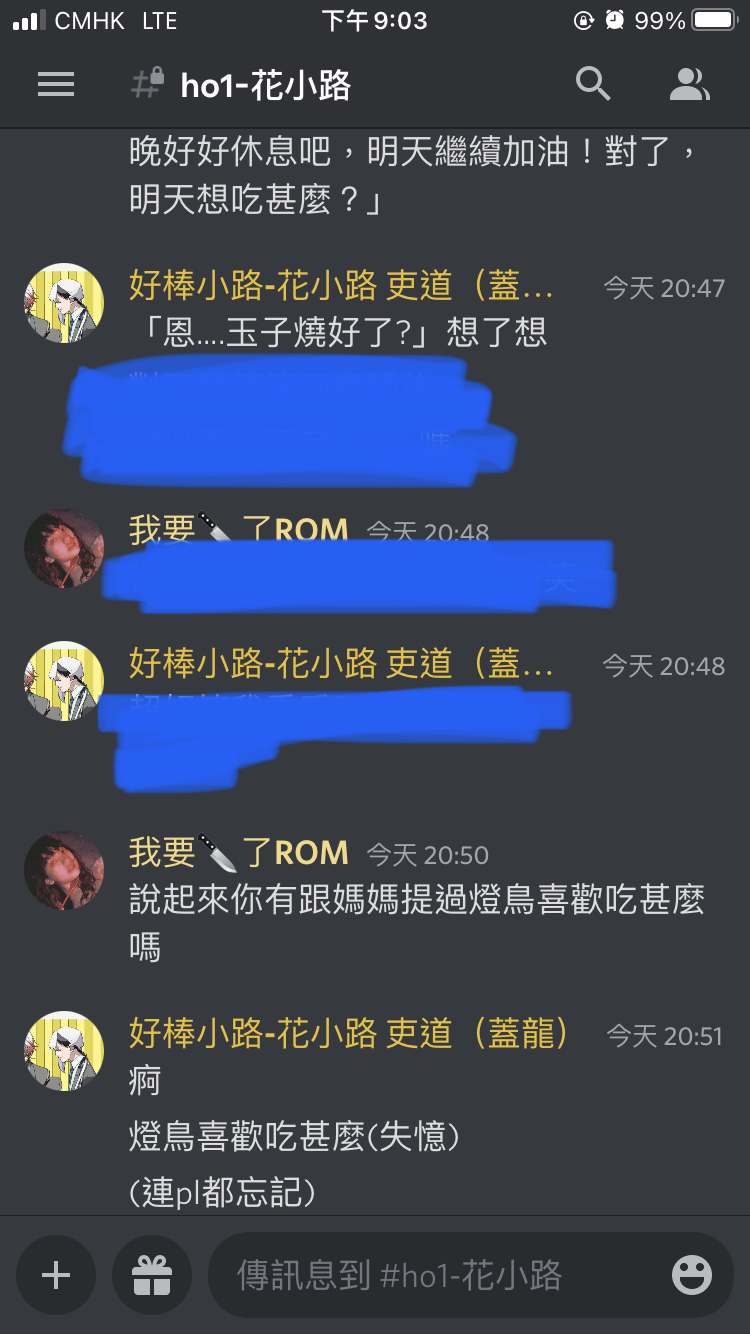 CMHK LTE 下午9:03 99%
ho1-花小路
晚好好休息吧，明天繼續加油！對了，
明天想吃甚麼？」
好棒小路-花小路 吏道（蓋... 今天 20:47
「恩....玉子燒好了?」想了想
我要🔪了ROM 今天 20:48
好棒小路-花小路 吏道（蓋... 今天 20:48
我要🔪了ROM 今天 20:50
說起來你有跟媽媽提過燈鳥喜歡吃甚麼
嗎
好棒小路-花小路 吏道（蓋龍） 今天 20:51
啊
燈鳥喜歡吃甚麼(失憶)
(連pl都忘記)
傳訊息到 #ho1-花小路